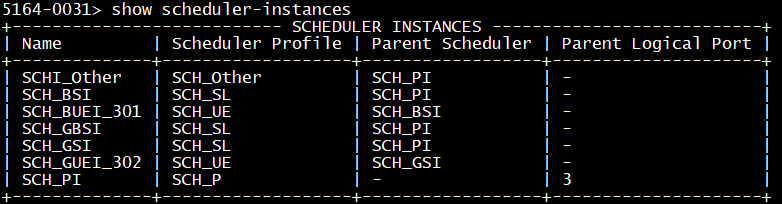 5164-0031> show scheduler-instances
+---------------------------- SCHEDULER INSTANCES ----------------------------+
| Name | Scheduler Profile | Parent Scheduler | Parent Logical Port |
+--------------+-------------------+------------------+---------------------+
| SCHI_Other | SCH_Other | SCH_PI | - |
| SCH_BSI | SCH_SL | SCH_PI | - |
| SCH_BUEI_301 | SCH_UE | SCH_BSI | - |
| SCH_GBSI | SCH_SL | SCH_PI | - |
| SCH_GSI | SCH_SL | SCH_PI | - |
| SCH_GUEI_302 | SCH_UE | SCH_GSI | - |
| SCH_PI | SCH_P | - | 3 |
+--------------+-------------------+------------------+---------------------+